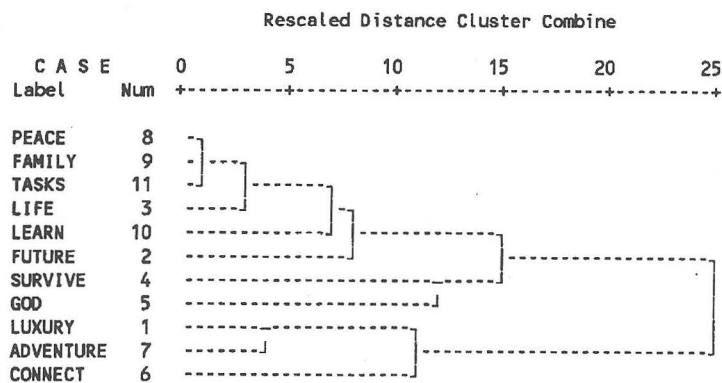 Rescaled Distance Cluster Combine
C A S E 0 5 10 15 20 25
Label Num
PEACE 8
FAMILY 9
TASKS 11
LIFE 3
LEARN 10
FUTURE 2
SURVIVE 4
GOD 5
LUXURY 1
ADVENTURE 7
CONNECT 6